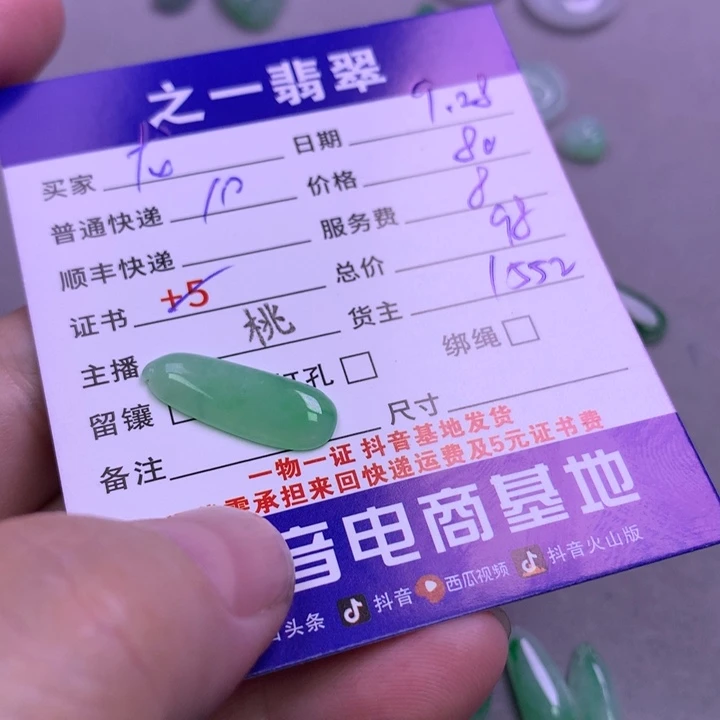 之一翡翠
买家 日期 9.28
普通快递 10 价格 80
顺丰快递 服务费 8
证书 +5 总价 98
主播 桃 货主 1552
留镶 孔 绑绳
备注 尺寸
一物一证 抖音基地发货
需承担来回快递运费及5元证书费
音电商基地
头条 抖音 西瓜视频 抖音火山版